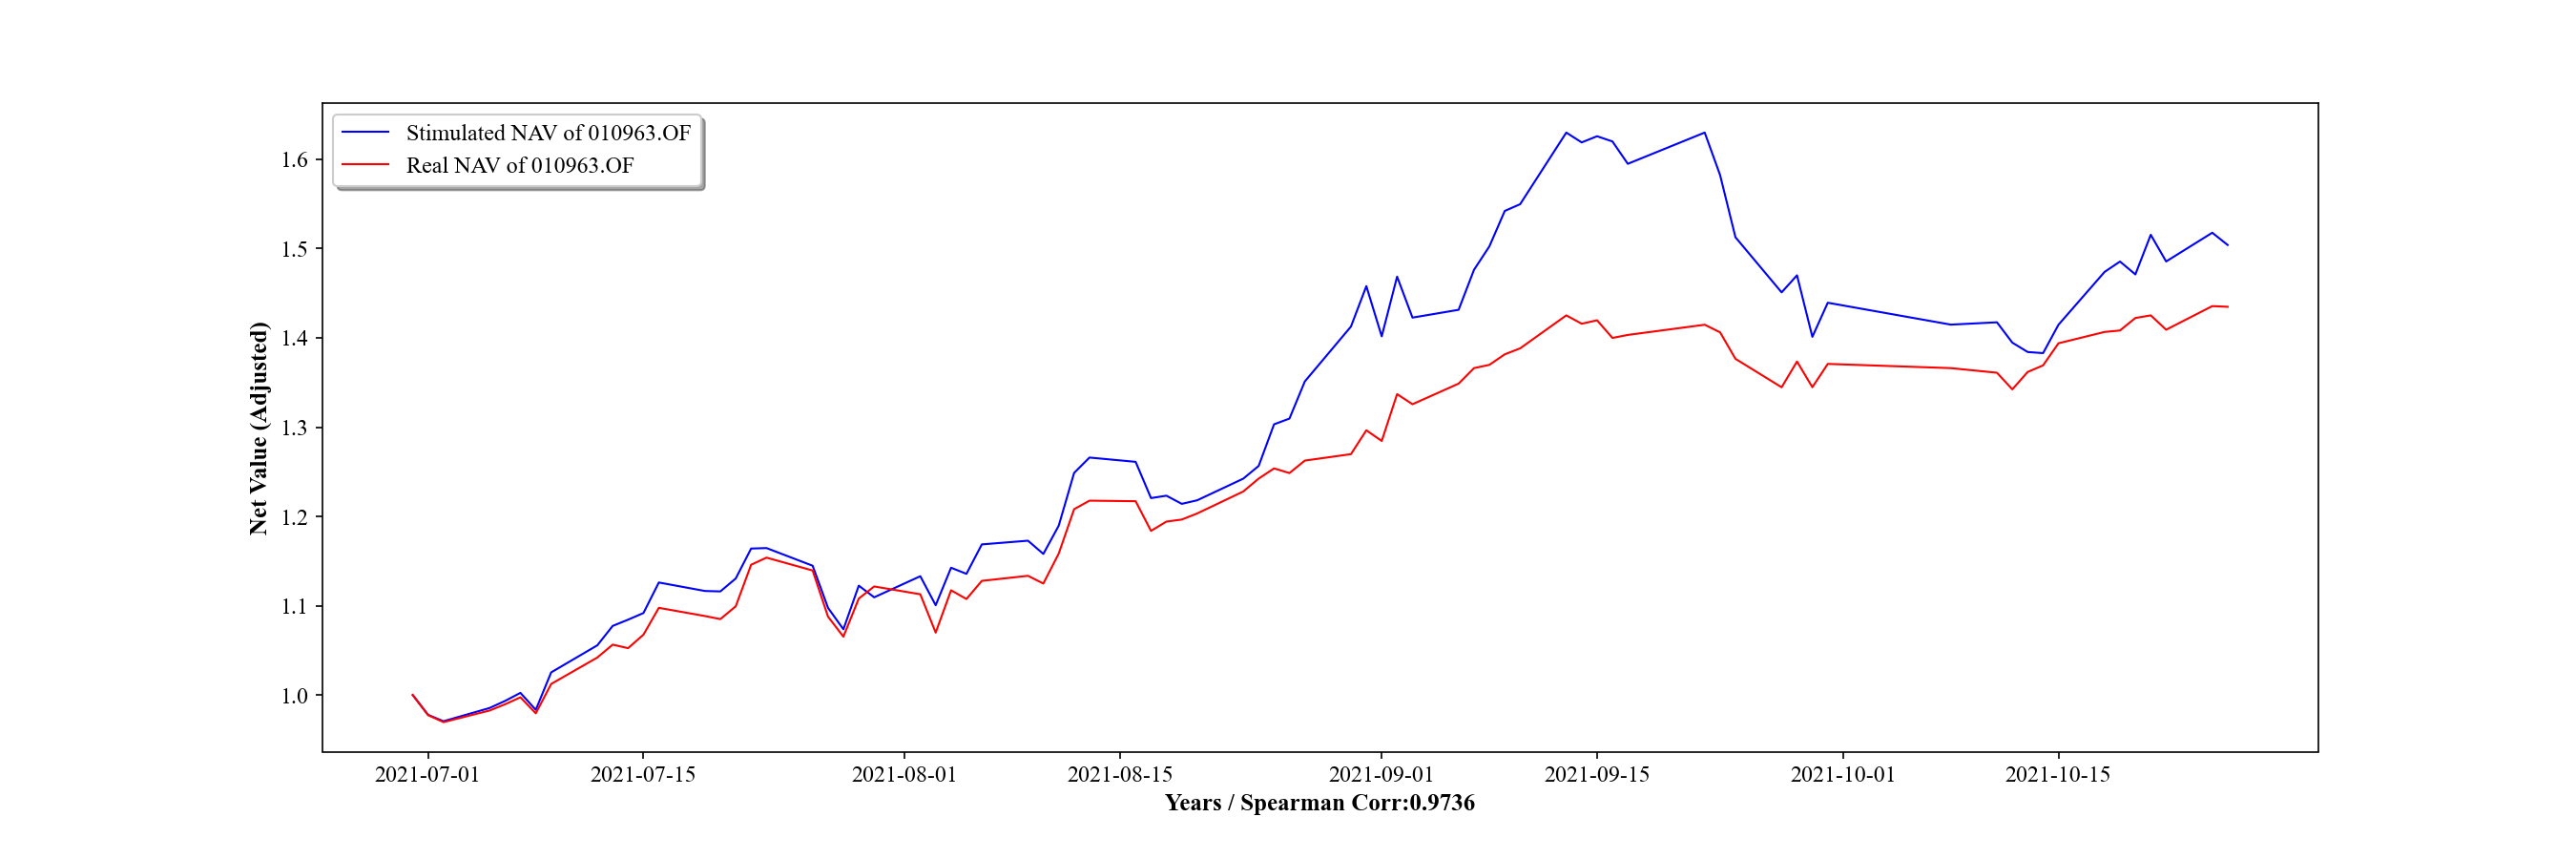 Stimulated NAV of 010963.OF
Real NAV of 010963.OF
Net Value (Adjusted)
1.6
1.5
1.4
1.3
1.2
1.1
1.0
2021-07-01 2021-07-15 2021-08-01 2021-08-15 2021-09-01 2021-09-15 2021-10-01 2021-10-15
Years / Spearman Corr:0.9736